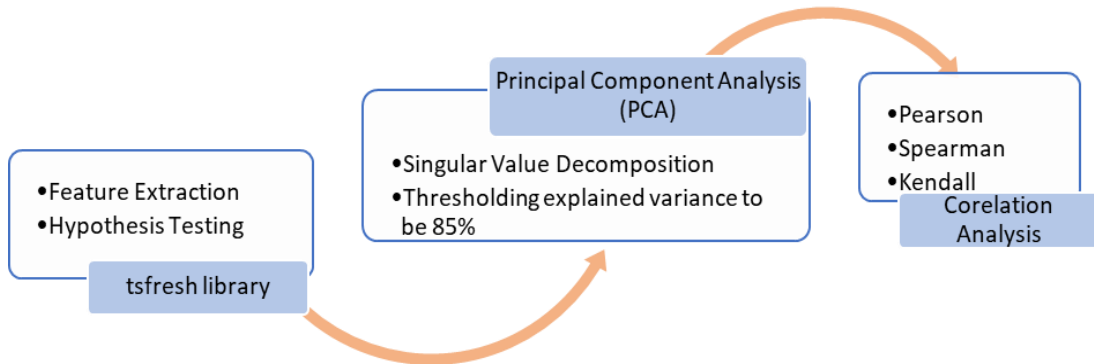 •Feature Extraction
•Hypothesis Testing
tsfresh library
Principal Component Analysis
(PCA)
•Singular Value Decomposition
•Thresholding explained variance to
be 85%
•Pearson
•Spearman
•Kendall
Corelation
Analysis